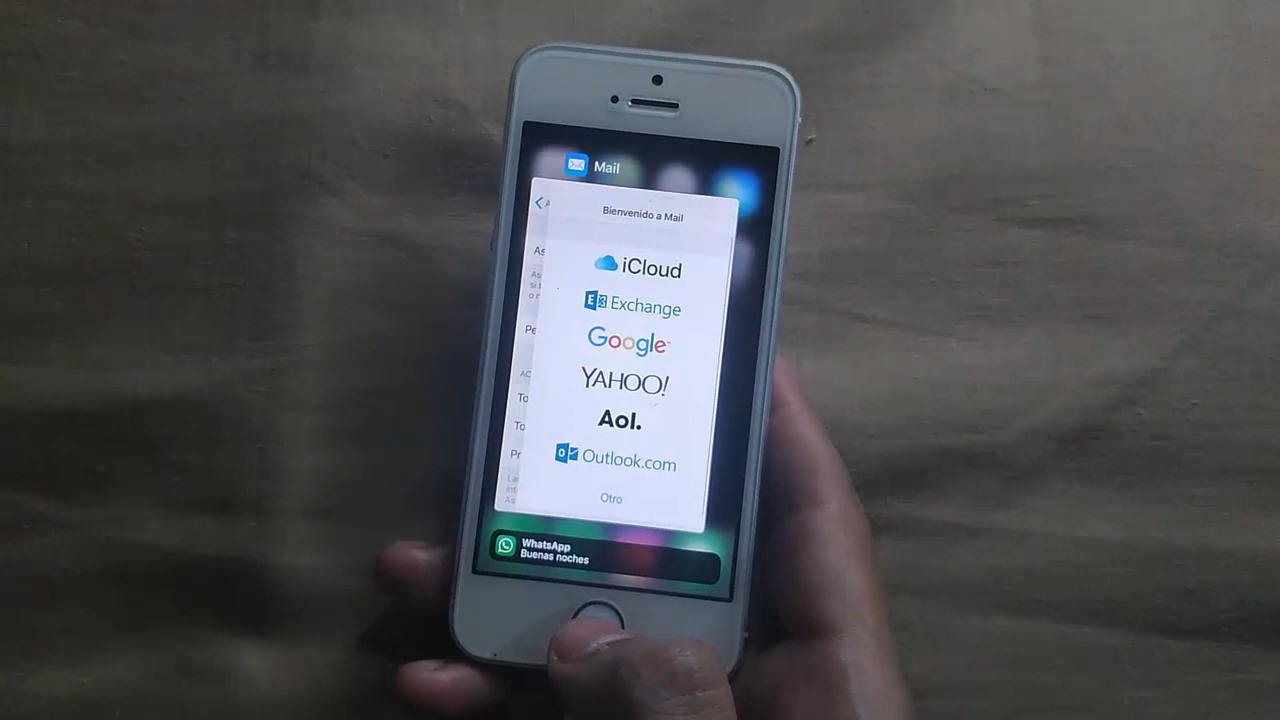 Mail
Bienvenido a Mail
iCloud
Exchange
Google
YAHOO!
Aol.
Outlook.com
Otro
WhatsApp
Buenas noches